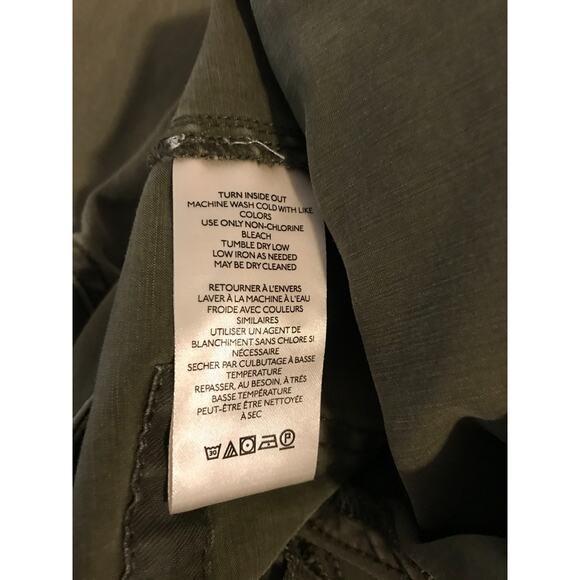 TURN INSIDE OUT
MACHINE WASH COLD WITH LIKE
COLORS
USE ONLY NON-CHLORINE
BLEACH
TUMBLE DRY LOW
LOW IRON AS NEEDED
MAY BE DRY CLEANED
RETOURNER À L'ENVERS
LAVER À LA MACHINE À L'EAU
FROIDE AVEC COULEURS
SIMILAIRES
UTILISER UN AGENT DE
BLANCHIMENT SANS CHLORE SI
NÉCESSAIRE
SECHER PAR CULBUTAGE À BASSE
TEMPERATURE
REPASSER, AU BESOIN, À TRÉS
BASSE TEMPÉRATURE
PEUT-ÊTRE ÊTRE NETTOYÉE
À SEC
30 P